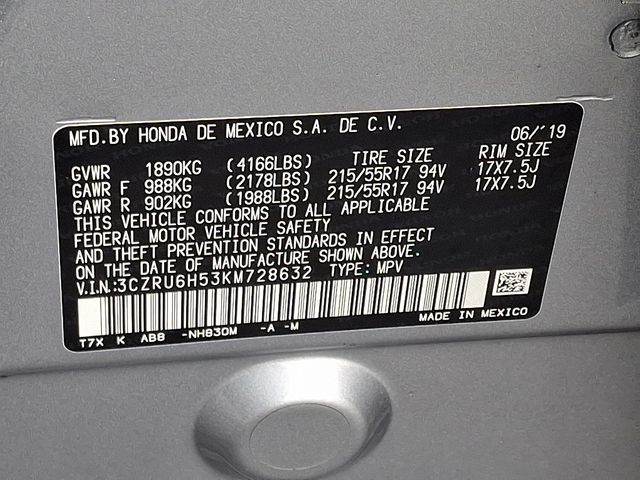 MFD.BY HONDA DE MEXICO S.A. DE C.V. 06/'19
GVWR 1890KG (4166LBS) TIRE SIZE RIM SIZE
GAWR F 988KG (2178LBS) 215/55R17 94V 17X7.5J
GAWR R 902KG (1988LBS) 215/55R17 94V 17X7.5J
THIS VEHICLE CONFORMS TO ALL APPLICABLE
FEDERAL MOTOR VEHICLE SAFETY
AND THEFT PREVENTION STANDARDS IN EFFECT
ON THE DATE OF MANUFACTURE SHOWN ABOVE.
V.I.N.:3CZRU6H53KM728632 TYPE: MPV
T7X K AB8 -NH830M -A -M MADE IN MEXICO